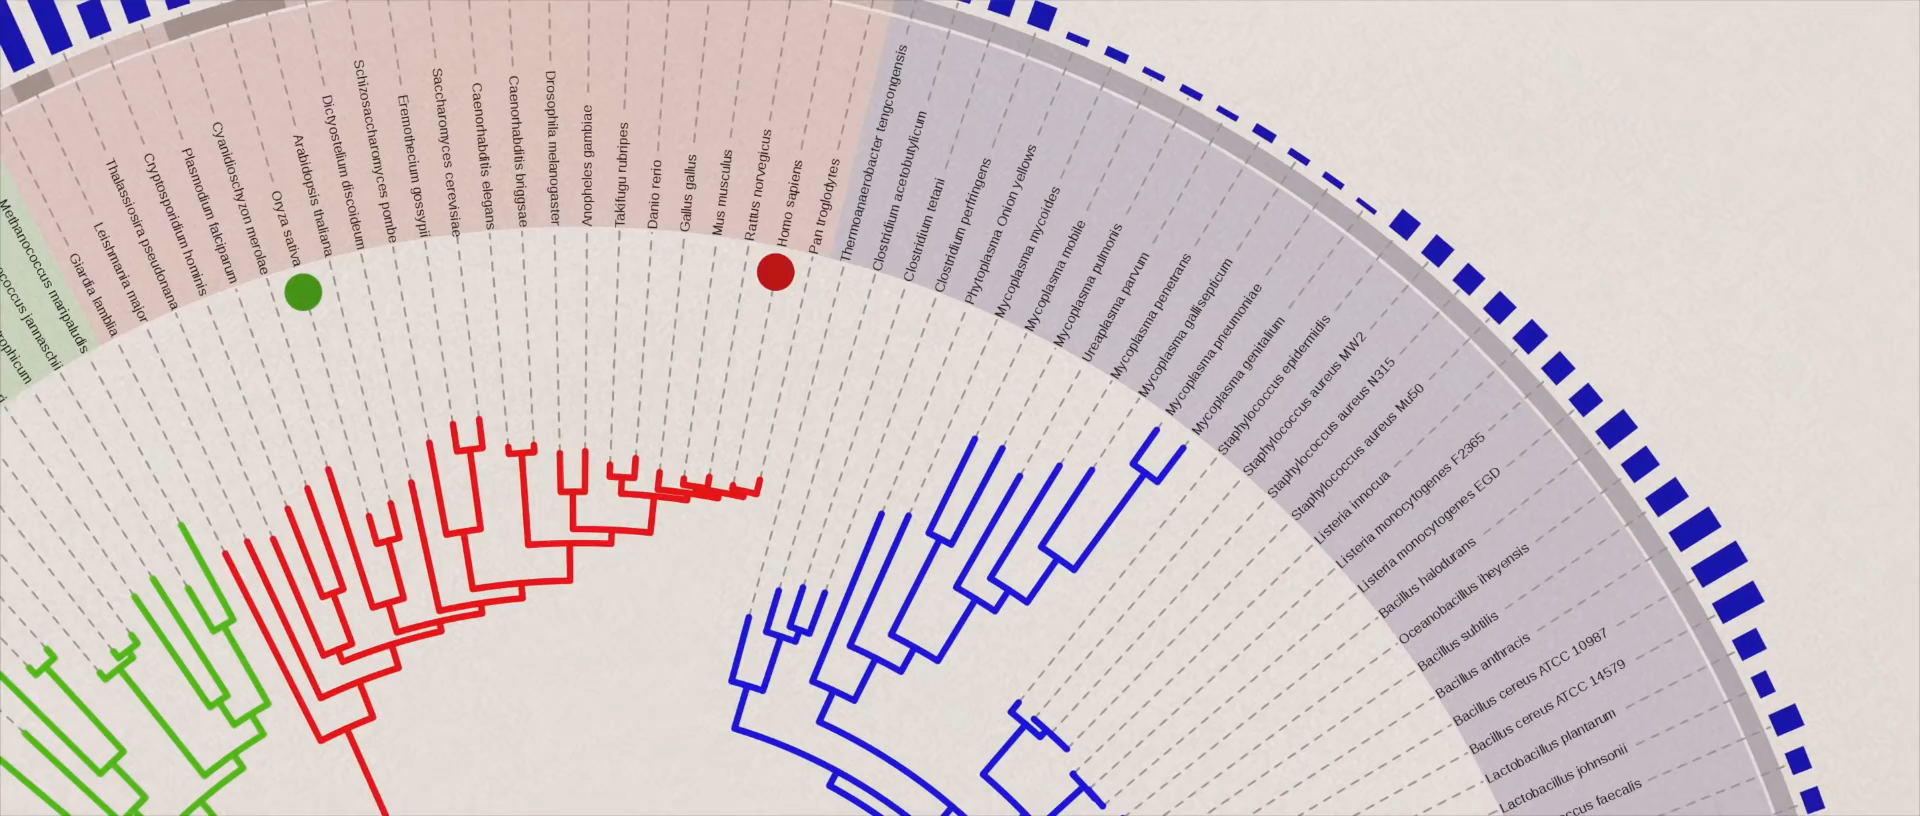 Methanococcus maripaludis
Giardia lamblia
Leishmania major
Thalassiosira pseudonana
Cryptosporidium hominis
Plasmodium falciparum
Cyanidioschyzon merolae
Oryza sativa
Arabidopsis thaliana
Dictyostelium discoideum
Schizosaccharomyces pombe
Eremothecium gossypii
Saccharomyces cerevisiae
Caenorhabditis elegans
Caenorhabditis briggsae
Drosophila melanogaster
Anopheles gambiae
Takifugu rubripes
Danio rerio
Gallus gallus
Mus musculus
Rattus norvegicus
Homo sapiens
Pan troglodytes
Thermoanaerobacter tengcongensis
Clostridium acetobutylicum
Clostridium tetani
Clostridium perfringens
Phytoplasma Onion yellows
Mycoplasma mycoides
Mycoplasma mobile
Mycoplasma pulmonis
Ureaplasma parvum
Mycoplasma penetrans
Mycoplasma gallisepticum
Mycoplasma pneumoniae
Mycoplasma genitalium
Staphylococcus epidermidis
Staphylococcus aureus MW2
Staphylococcus aureus N315
Staphylococcus aureus Mu50
Listeria innocua
Listeria monocytogenes F2365
Listeria monocytogenes EGD
Bacillus halodurans
Oceanobacillus iheyensis
Bacillus subtilis
Bacillus anthracis
Bacillus cereus ATCC 10987
Bacillus cereus ATCC 14579
Lactobacillus plantarum
Lactobacillus johnsonii
faecalis